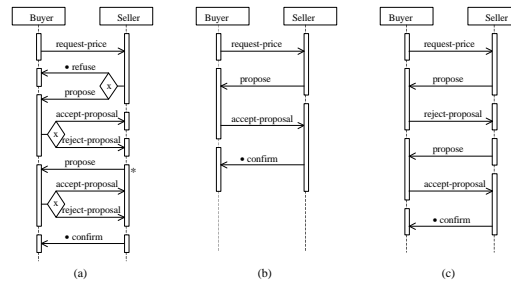 Buyer Seller
request-price
• refuse
x
propose
accept-proposal
x
reject-proposal
propose
*
accept-proposal
x
reject-proposal
• confirm
(a)
Buyer Seller
request-price
propose
accept-proposal
• confirm
(b)
Buyer Seller
request-price
propose
reject-proposal
propose
accept-proposal
• confirm
(c)